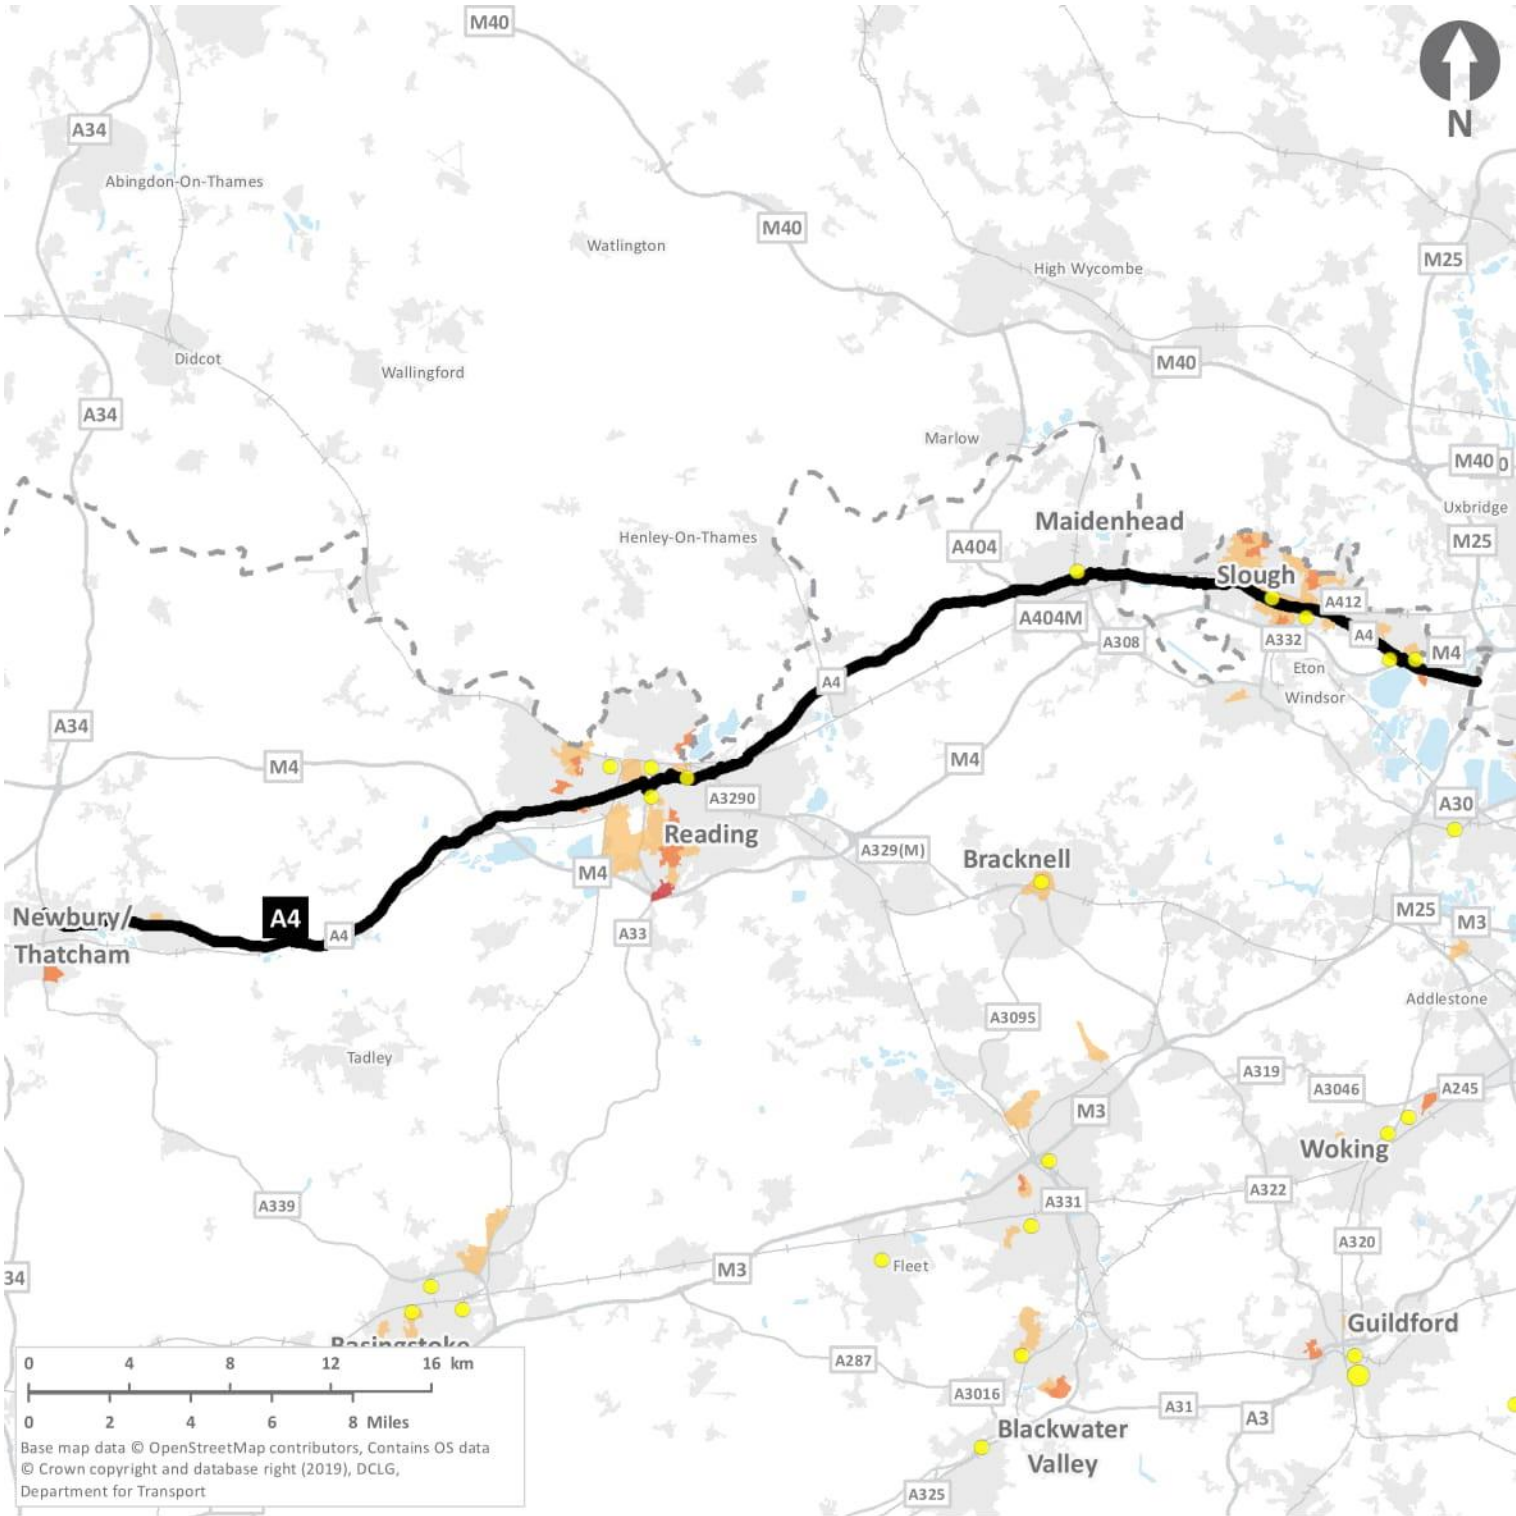 M40
N
A34
Abingdon-On-Thames
Watlington
M40
High Wycombe
M25
Didcot
Wallingford
M40
A34
Marlow
M40
0
Uxbridge
Maidenhead
Henley-On-Thames
A404
M25
Slough
A412
A404M
A308
A332
A4
M4
Eton
Windsor
A4
A34
M4
M4
A3290
A30
Reading
A329(M)
Bracknell
M4
Newbury/
Thatcham
A4
A4
A33
M25
M3
Addlestone
A3095
Tadley
A319
A3046
A245
M3
Woking
A339
A331
A322
A320
34
M3
Fleet
Basingstoke
Guildford
A287
A3016
A31
A3
Blackwater
Valley
A325
0 4 8 12 16 km
0 2 4 6 8 Miles
Base map data © OpenStreetMap contributors, Contains OS data
© Crown copyright and database right (2019), DCLG,
Department for Transport